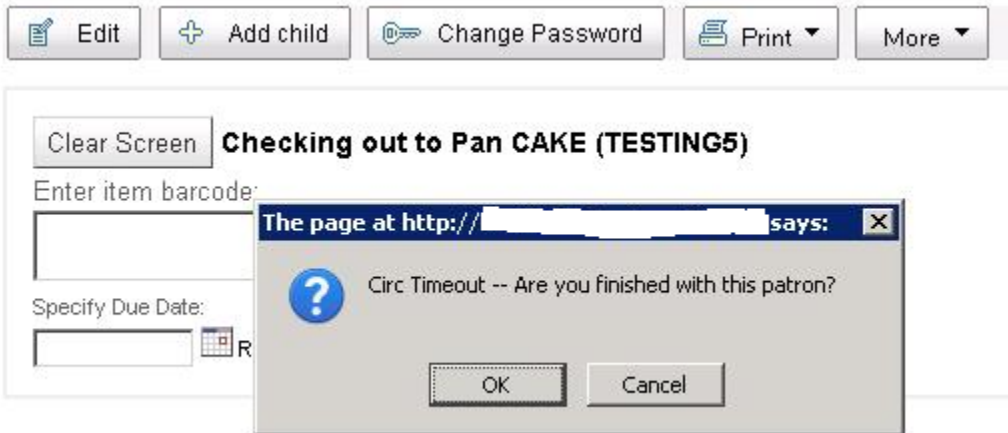 Edit Add child Change Password Print More
Clear Screen Checking out to Pan CAKE (TESTING5)
Enter item barcode:
The page at http:// says:
Circ Timeout -- Are you finished with this patron?
Specify Due Date:
R
OK Cancel